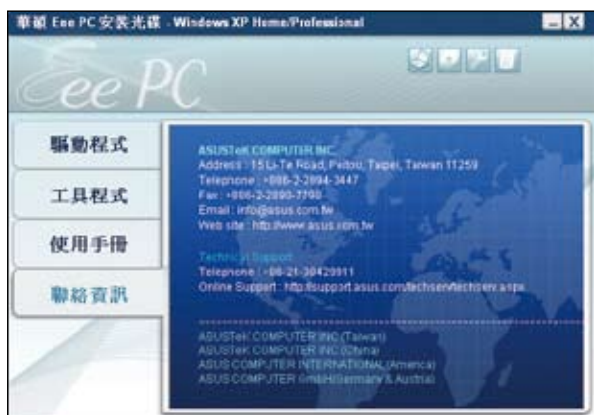 華碩 Eee PC 安裝光碟 - Windows XP Home/Professional
Eee PC
驅動程式
工具程式
使用手冊
聯絡資訊
ASUSTeK COMPUTER INC.
Address : 15 Li-Te Road, Peitou, Taipei, Taiwan 11259
Telephone : +886-2-2894-3447
Fax : +886-2-2890-7798
Email : info@asus.com.tw
Web site : http://www.asus.com.tw
Technical Support
Telephone : +86-21-38429911
Online Support : http://support.asus.com/techserv/techserv.aspx
ASUSTeK COMPUTER INC.(Taiwan)
ASUSTeK COMPUTER INC.(China)
ASUS COMPUTER INTERNATIONAL(America)
ASUS COMPUTER GmbH(Germany & Austria)